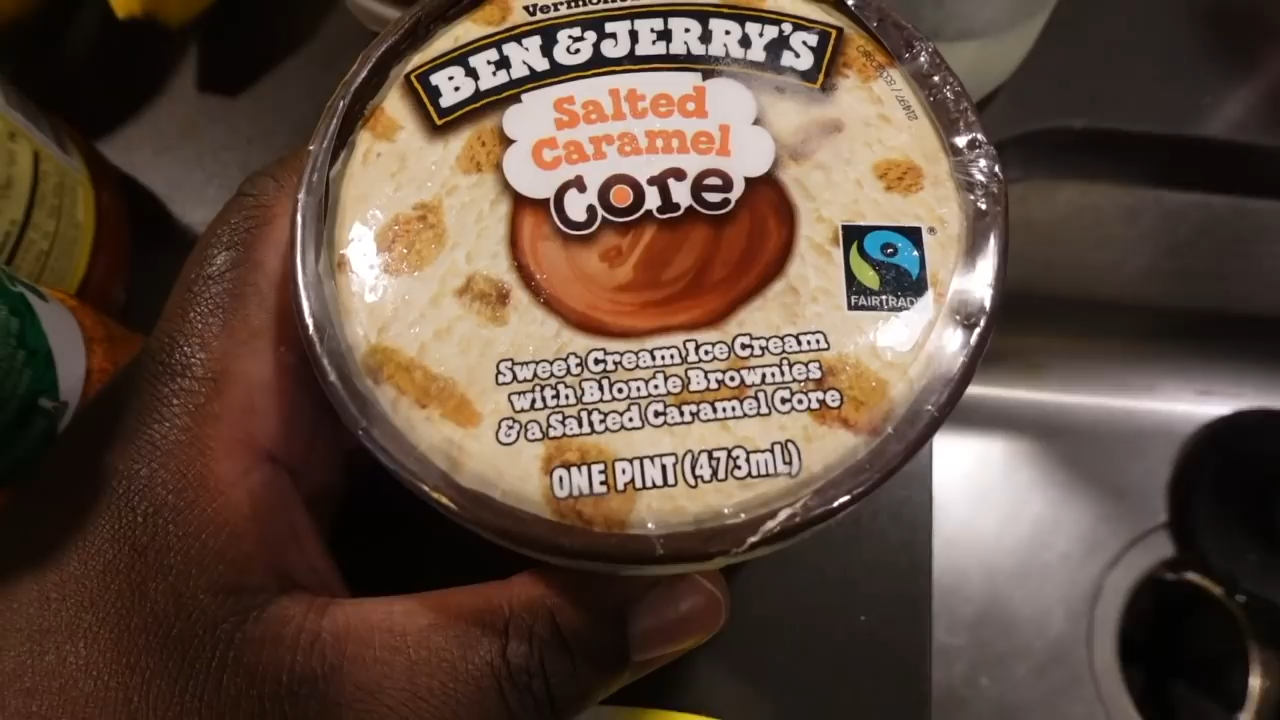 BEN & JERRY'S
Salted
Caramel
Core
FAIRTRADE
®
Sweet Cream Ice Cream
with Blonde Brownies
& a Salted Caramel Core
ONE PINT (473mL)